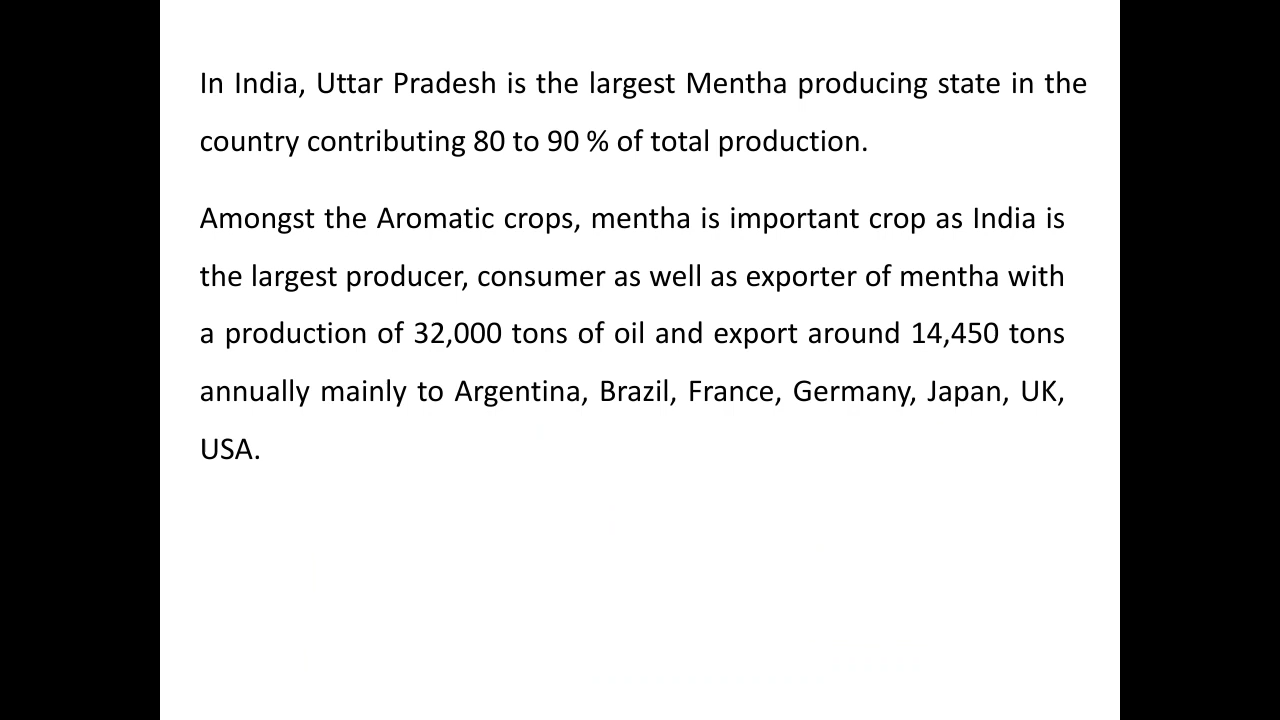 In India, Uttar Pradesh is the largest Mentha producing state in the
country contributing 80 to 90 % of total production.
Amongst the Aromatic crops, mentha is important crop as India is
the largest producer, consumer as well as exporter of mentha with
a production of 32,000 tons of oil and export around 14,450 tons
annually mainly to Argentina, Brazil, France, Germany, Japan, UK,
USA.